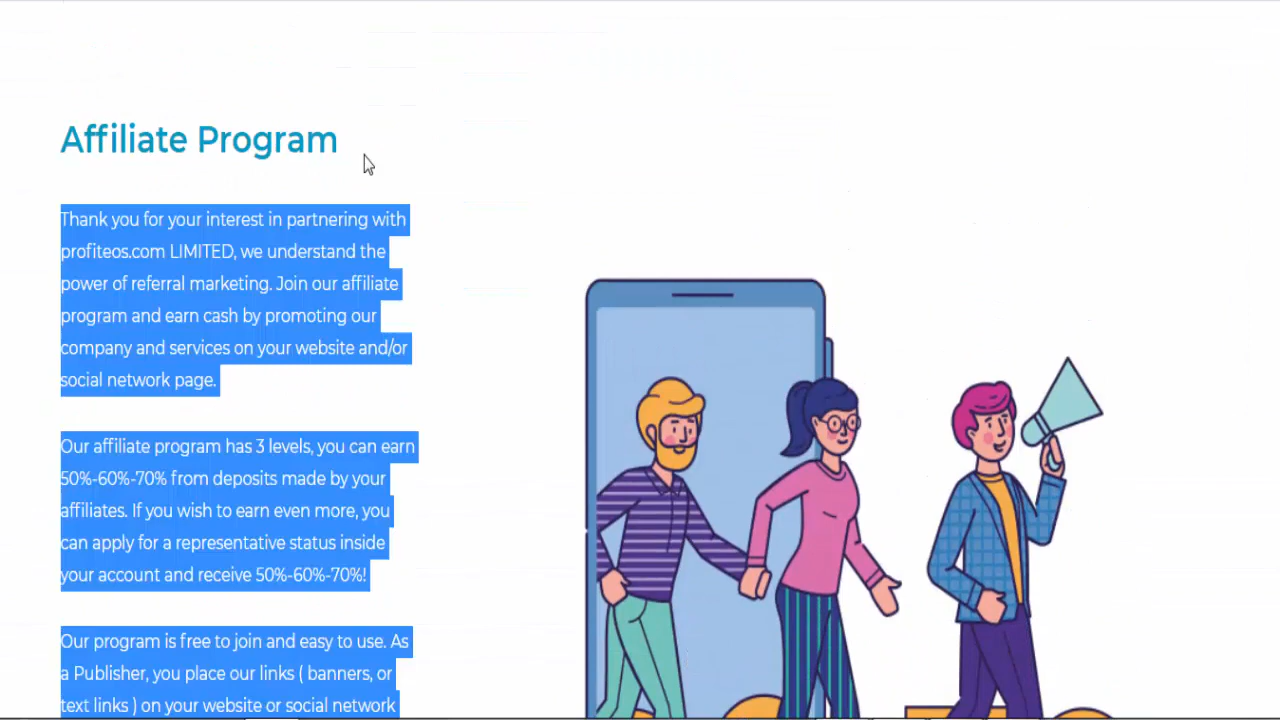 Affiliate Program
Thank you for your interest in partnering with
profiteos.com LIMITED, we understand the
power of referral marketing. Join our affiliate
program and earn cash by promoting our
company and services on your website and/or
social network page.
Our affiliate program has 3 levels, you can earn
50%-60%-70% from deposits made by your
affiliates. If you wish to earn even more, you
can apply for a representative status inside
your account and receive 50%-60%-70%!
Our program is free to join and easy to use. As
a Publisher, you place our links ( banners, or
text links ) on your website or social network